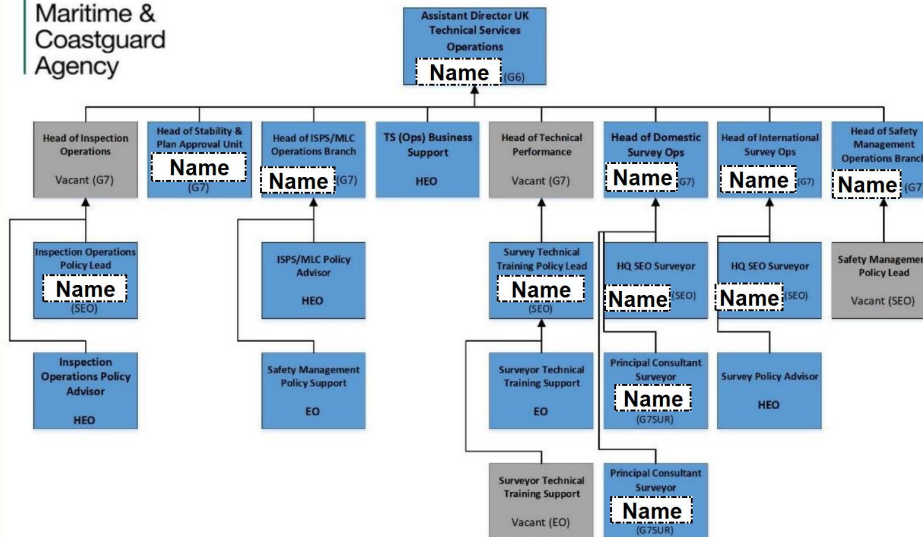 Maritime &
Coastguard
Agency
Assistant Director UK
Technical Services
Operations
Name (G6)
Head of Inspection
Operations
Vacant (G7)
Head of Stability &
Plan Approval Unit
Name
(G7)
Head of ISPS/MLC
Operations Branch
Name (G7)
TS (Ops) Business
Support
HEO
Head of Technical
Performance
Vacant (G7)
Head of Domestic
Survey Ops
Name (G7)
Head of International
Survey Ops
Name (G7)
Head of Safety
Management
Operations Branch
Name (G7)
Inspection Operations
Policy Lead
Name
(SEO)
ISPS/MLC Policy
Advisor
HEO
Survey Technical
Training Policy Lead
Name
(SEO)
HQ SEO Surveyor
Name (SEO)
HQ SEO Surveyor
Name (SEO)
Safety Management
Policy Lead
Vacant (SEO)
Inspection
Operations Policy
Advisor
HEO
Safety Management
Policy Support
EO
Surveyor Technical
Training Support
EO
Principal Consultant
Surveyor
Name
(G7SUR)
Survey Policy Advisor
HEO
Surveyor Technical
Training Support
Vacant (EO)
Principal Consultant
Surveyor
Name
(G7SUR)